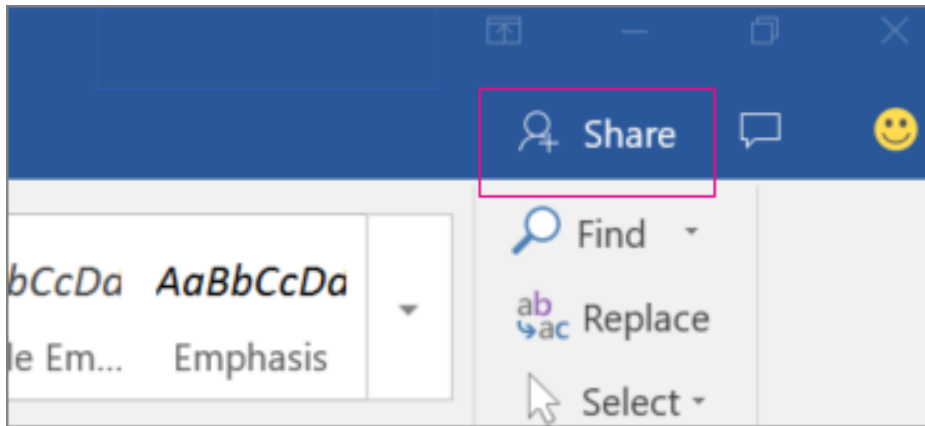 Share
Find
bCcDa AaBbCcDa
ab
ac Replace
le Em... Emphasis
Select